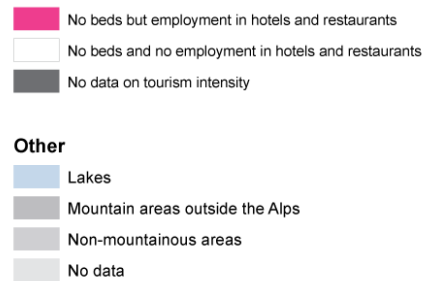 No beds but employment in hotels and restaurants
No beds and no employment in hotels and restaurants
No data on tourism intensity
Other
Lakes
Mountain areas outside the Alps
Non-mountainous areas
No data